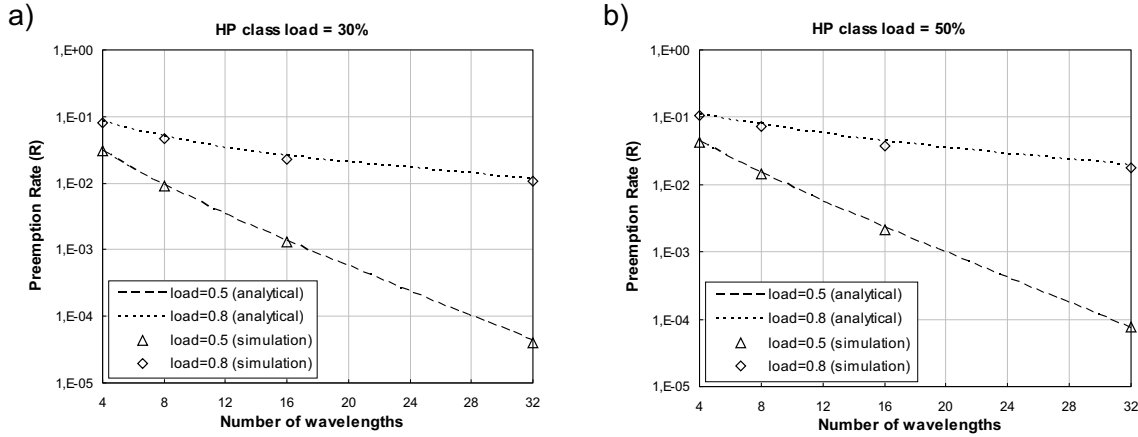 a)
HP class load = 30%
Preemption Rate (R)
1,E+00
1,E-01
1,E-02
1,E-03
1,E-04
1,E-05
load=0.5 (analytical)
load=0.8 (analytical)
load=0.5 (simulation)
load=0.8 (simulation)
4 8 12 16 20 24 28 32
Number of wavelengths
b)
HP class load = 50%
Preemption Rate (R)
1,E+00
1,E-01
1,E-02
1,E-03
1,E-04
1,E-05
load=0.5 (analytical)
load=0.8 (analytical)
load=0.5 (simulation)
load=0.8 (simulation)
4 8 12 16 20 24 28 32
Number of wavelengths